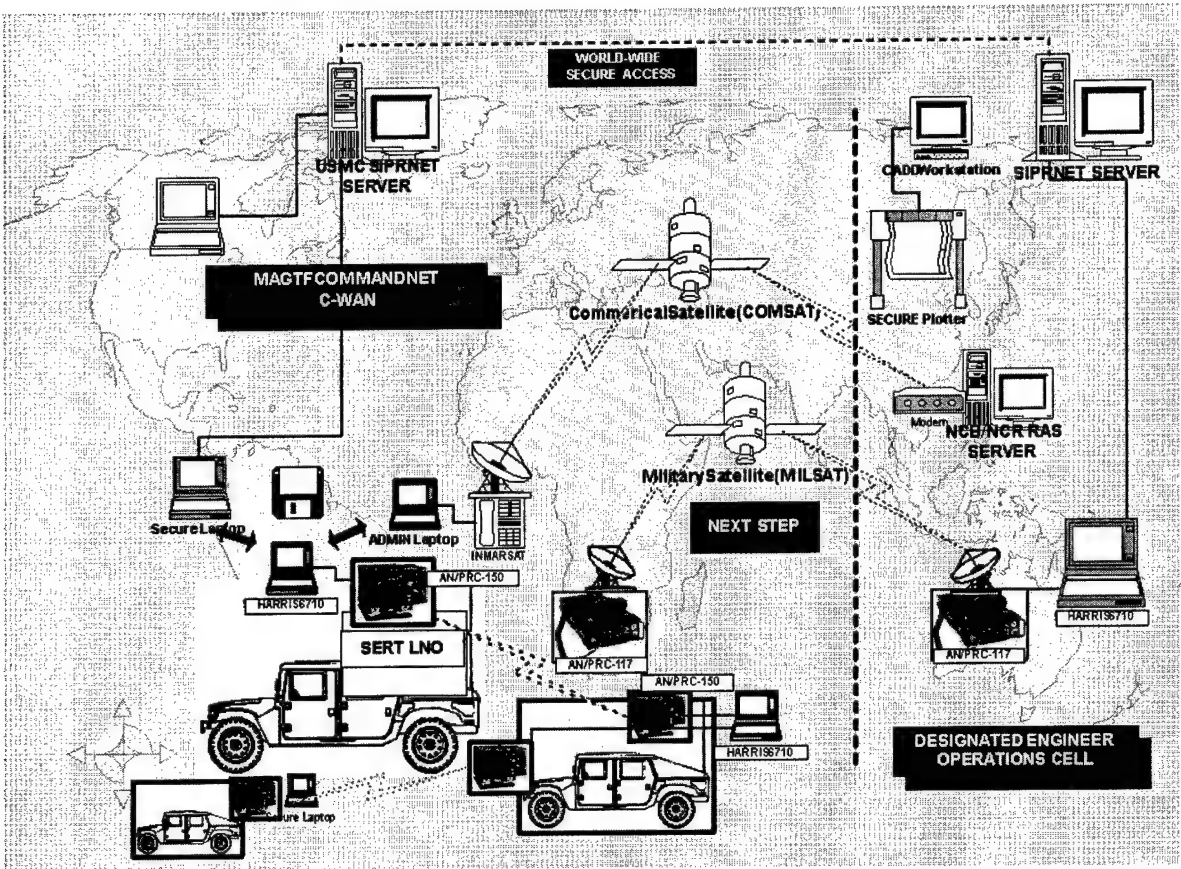 WORLD-WIDE
SECURE ACCESS
USMC SIPRNET
SERVER
CADDWorkstation
SIPRNET SERVER
MAGTFCOMMANDNET
C-WAN
SECURE Plotter
CommericalSatellite(COMSAT)
Modem
NCB/NCR RAS
SERVER
MilitarySatellite(MILSAT)
NEXT STEP
Secure Laptop
ADMIN Laptop
INMARSAT
AN/PRC-150
HARRIS6710
SERT LNO
AN/PRC-117
AN/PRC-150
HARRIS6710
AN/PRC-117
HARRIS6710
DESIGNATED ENGINEER
OPERATIONS CELL
Secure Laptop